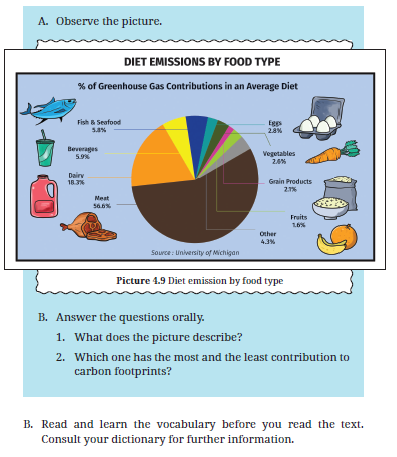 A. Observe the picture.
DIET EMISSIONS BY FOOD TYPE
% of Greenhouse Gas Contributions in an Average Diet
Fish & Seafood
5.8%
Beverages
5.9%
Dairy
18.3%
Meat
56.6%
Eggs
2.8%
Vegetables
2.6%
Grain Products
2.1%
Fruits
1.6%
Other
4.3%
Source : University of Michigan
Picture 4.9 Diet emission by food type
B. Answer the questions orally.
1. What does the picture describe?
2. Which one has the most and the least contribution to
carbon footprints?
B. Read and learn the vocabulary before you read the text.
Consult your dictionary for further information.